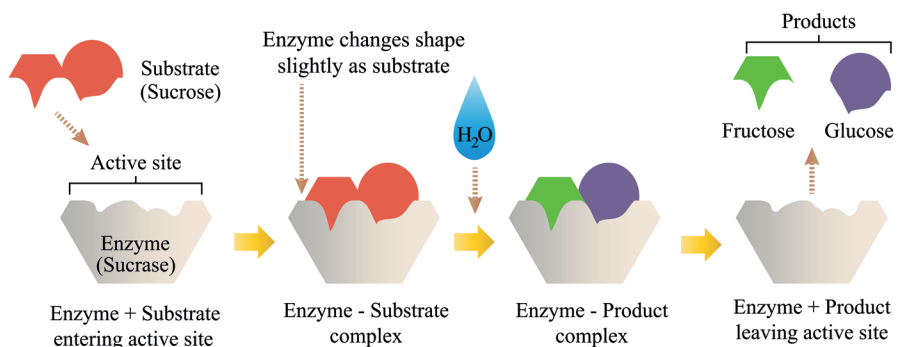 Substrate
(Sucrose)
Active site
Enzyme
(Sucrase)
Enzyme + Substrate
entering active site
Enzyme changes shape
slightly as substrate
Enzyme - Substrate
complex
H₂O
Enzyme - Product
complex
Products
Fructose
Glucose
Enzyme + Product
leaving active site